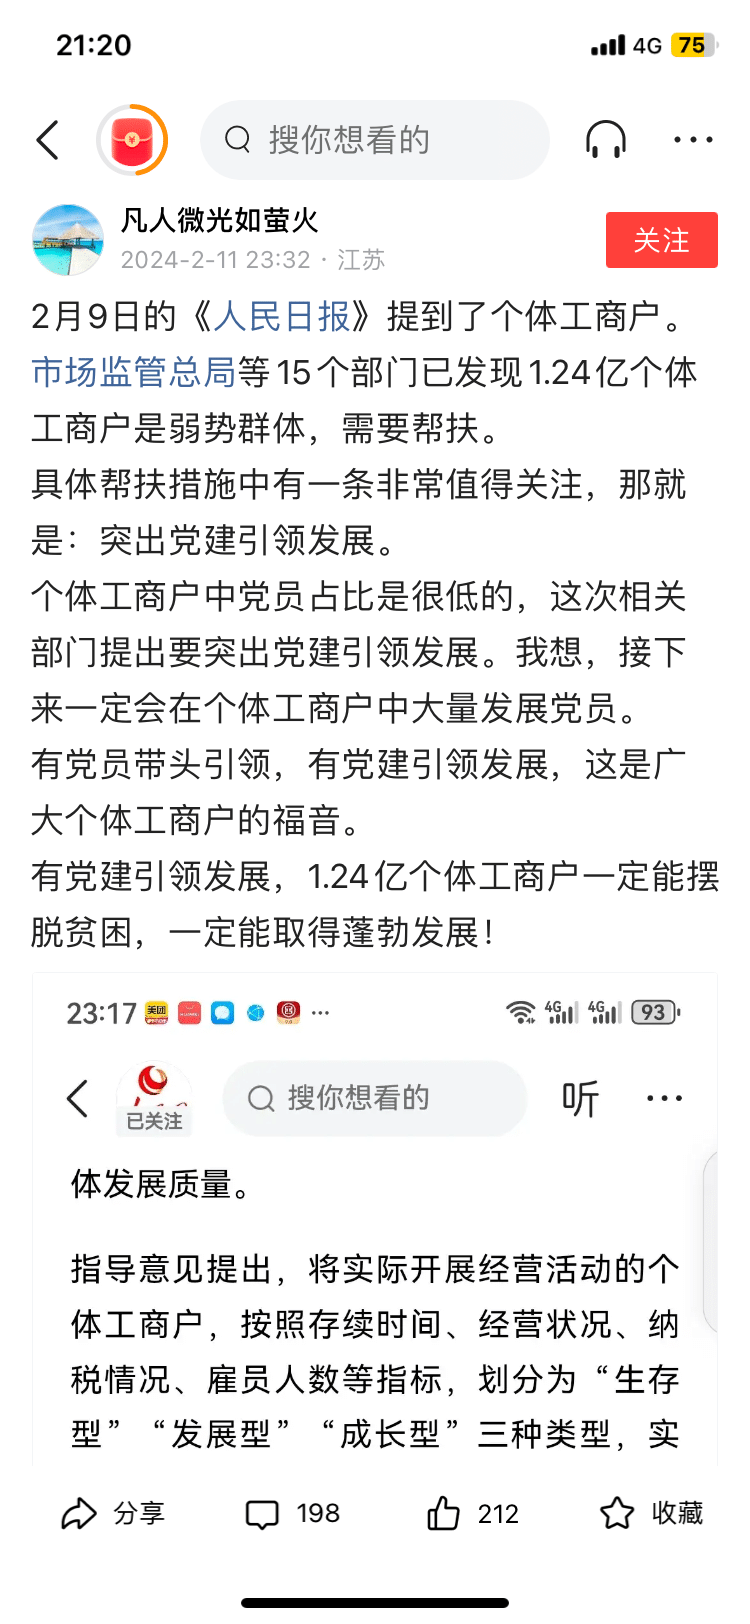 21:20
4G 75
搜你想看的
凡人微光如萤火
2024-2-11 23:32 · 江苏
关注
2月9日的《人民日报》提到了个体工商户。
市场监管总局等15个部门已发现1.24亿个体
工商户是弱势群体，需要帮扶。
具体帮扶措施中有一条非常值得关注，那就
是：突出党建引领发展。
个体工商户中党员占比是很低的，这次相关
部门提出要突出党建引领发展。我想，接下
来一定会在个体工商户中大量发展党员。
有党员带头引领，有党建引领发展，这是广
大个体工商户的福音。
有党建引领发展，1.24亿个体工商户一定能摆
脱贫困，一定能取得蓬勃发展！
23:17 美团 ···
4G 4G 93
已关注
搜你想看的
听
体发展质量。
指导意见提出，将实际开展经营活动的个
体工商户，按照存续时间、经营状况、纳
税情况、雇员人数等指标，划分为“生存
型”“发展型”“成长型”三种类型，实
分享 198 212 收藏